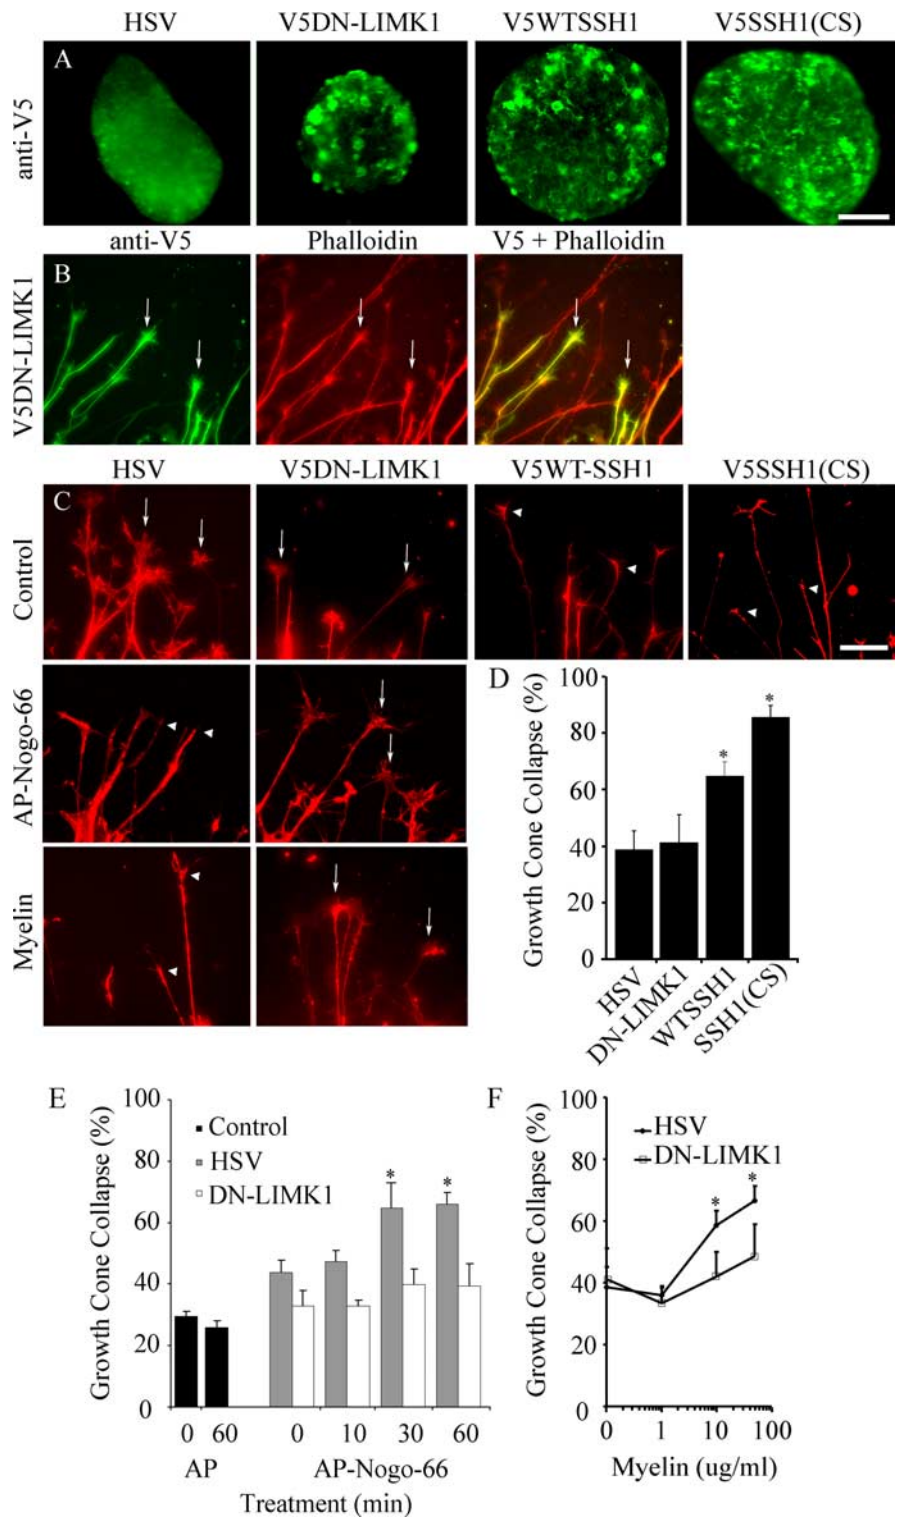 HSV V5DN-LIMK1 V5WTSSH1 V5SSH1(CS)
A
anti-V5
anti-V5 Phalloidin V5 + Phalloidin
B
V5DN-LIMK1
HSV V5DN-LIMK1 V5WT-SSH1 V5SSH1(CS)
C
Control
AP-Nogo-66
Myelin
D
Growth Cone Collapse (%)
100
80
60
40
20
0
HSV
DN-LIMK1
WTSSH1
SSH1(CS)
* *
E
Growth Cone Collapse (%)
100
80
60
40
20
0
Control
HSV
DN-LIMK1
* *
0 60 0 10 30 60
AP AP-Nogo-66
Treatment (min)
F
Growth Cone Collapse (%)
100
80
60
40
20
0
HSV
DN-LIMK1
* *
0 1 10 100
Myelin (ug/ml)